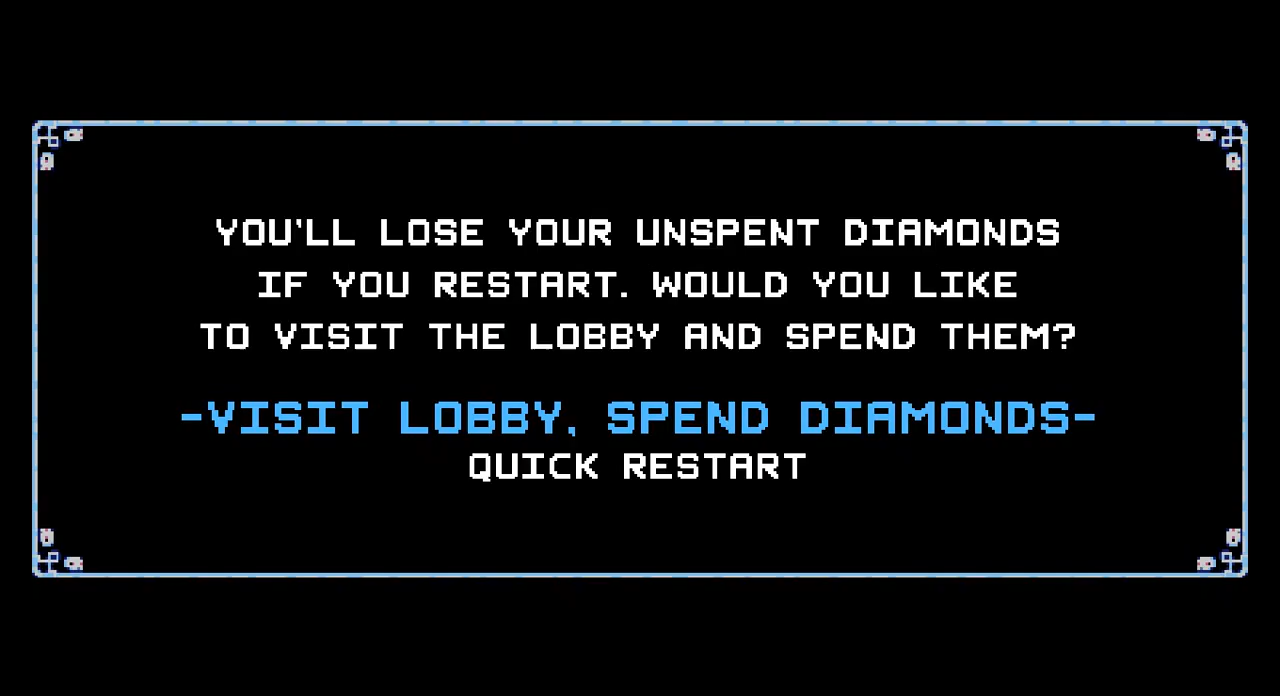 YOU'LL LOSE YOUR UNSPENT DIAMONDS
IF YOU RESTART. WOULD YOU LIKE
TO VISIT THE LOBBY AND SPEND THEM?
-VISIT LOBBY, SPEND DIAMONDS-
QUICK RESTART